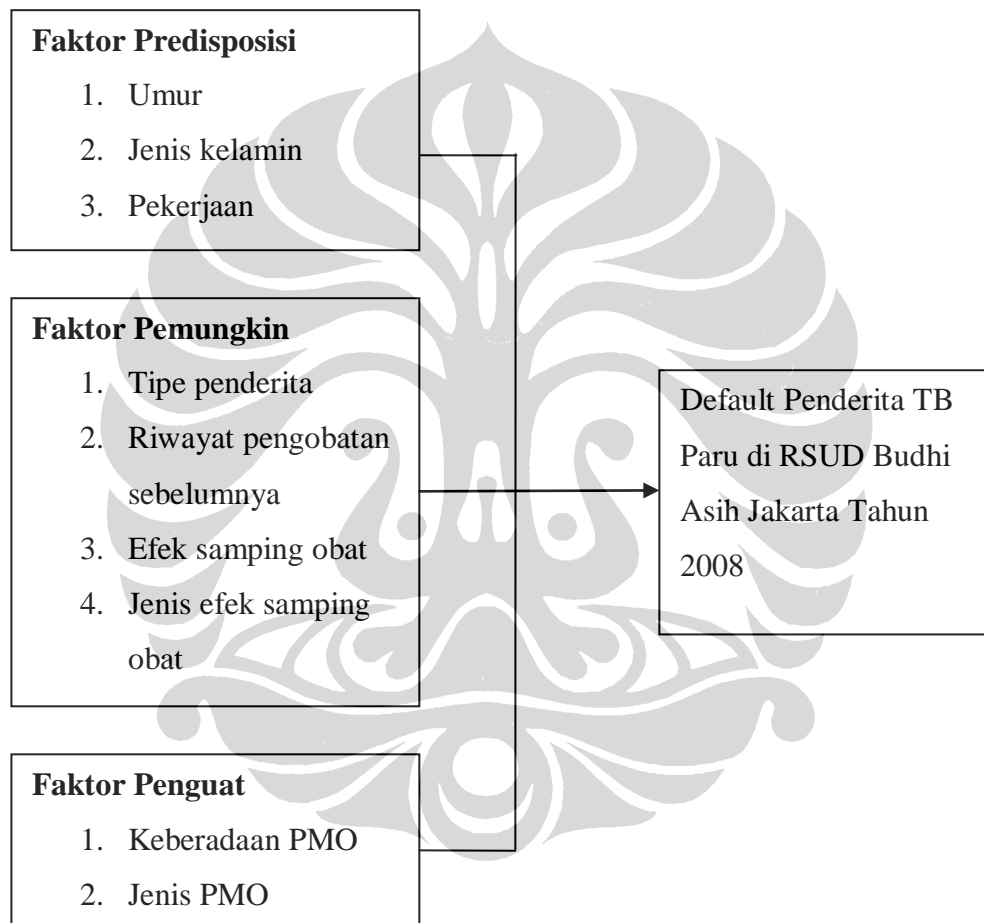 Faktor Predisposisi
1. Umur
2. Jenis kelamin
3. Pekerjaan
Faktor Pemungkin
1. Tipe penderita
2. Riwayat pengobatan
sebelumnya
3. Efek samping obat
4. Jenis efek samping
obat
Faktor Penguat
1. Keberadaan PMO
2. Jenis PMO
Default Penderita TB
Paru di RSUD Budhi
Asih Jakarta Tahun
2008